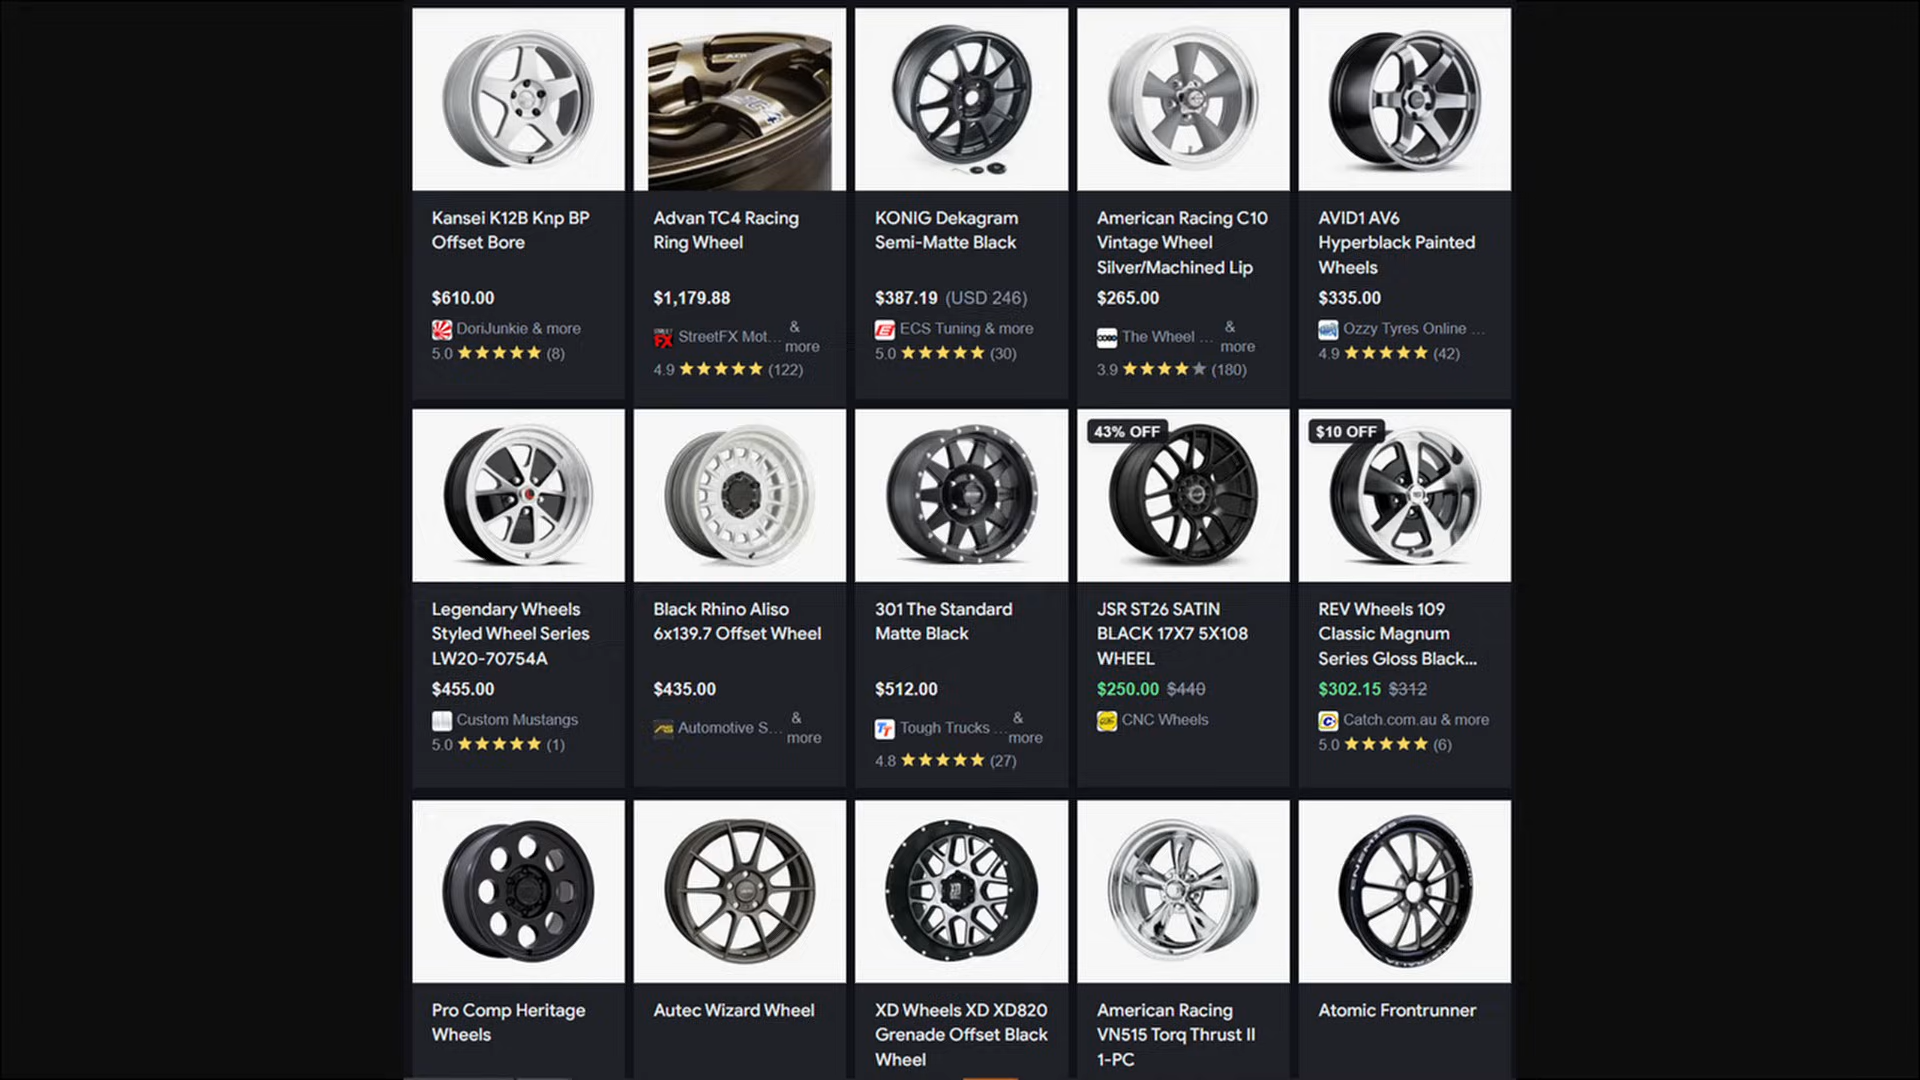 Kansei K12B Knp BP
Offset Bore
$610.00
DoriJunkie & more
5.0 (8)
Advan TC4 Racing
Ring Wheel
$1,179.88
StreetFX Mot... & more
4.9 (122)
KONIG Dekagram
Semi-Matte Black
$387.19 (USD 246)
ECS Tuning & more
5.0 (30)
American Racing C10
Vintage Wheel
Silver/Machined Lip
$265.00
The Wheel ... & more
3.9 (180)
AVID1 AV6
Hyperblack Painted
Wheels
$335.00
Ozzy Tyres Online ...
4.9 (42)
Legendary Wheels
Styled Wheel Series
LW20-70754A
$455.00
Custom Mustangs
5.0 (1)
Black Rhino Aliso
6x139.7 Offset Wheel
$435.00
Automotive S... & more
301 The Standard
Matte Black
$512.00
Tough Trucks ... & more
4.8 (27)
43% OFF
JSR ST26 SATIN
BLACK 17X7 5X108
WHEEL
$250.00 $440
CNC Wheels
$10 OFF
REV Wheels 109
Classic Magnum
Series Gloss Black...
$302.15 $312
Catch.com.au & more
5.0 (6)
Pro Comp Heritage
Wheels
Autec Wizard Wheel
XD Wheels XD XD820
Grenade Offset Black
Wheel
American Racing
VN515 Torq Thrust II
1-PC
ENEMIES
Atomic Frontrunner